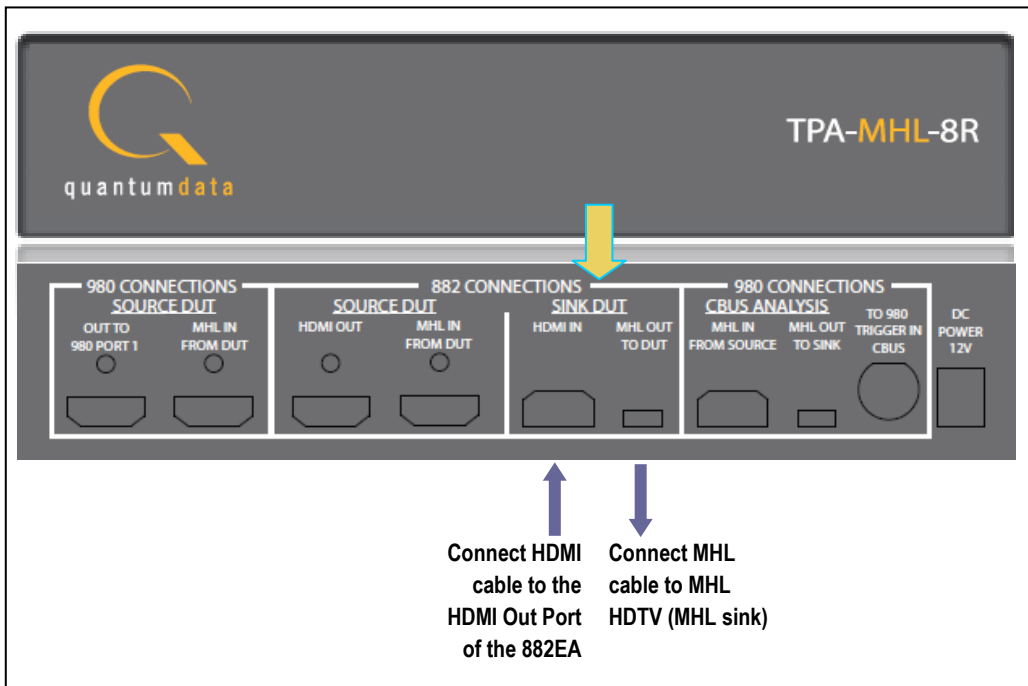 quantumdata
TPA-MHL-8R
980 CONNECTIONS
SOURCE DUT
OUT TO
980 PORT 1
MHL IN
FROM DUT
882 CONNECTIONS
SOURCE DUT
HDMI OUT
MHL IN
FROM DUT
SINK DUT
HDMI IN
MHL OUT
TO DUT
980 CONNECTIONS
CBUS ANALYSIS
MHL IN
FROM SOURCE
MHL OUT
TO SINK
TO 980
TRIGGER IN
CBUS
DC
POWER
12V
Connect HDMI
cable to the
HDMI Out Port
of the 882EA
Connect MHL
cable to MHL
HDTV (MHL sink)